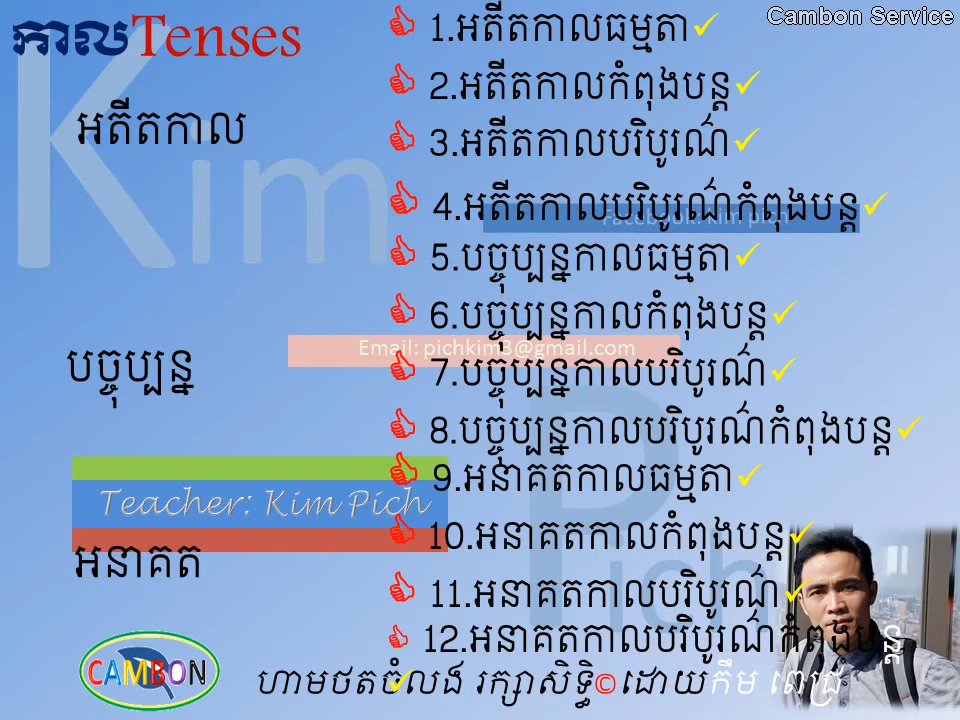 កាលTenses
Cambon Service
1.អតីតកាលធម្មតា
2.អតីតកាលកំពុងបន្ត
អតីតកាល
3.អតីតកាលបរិបូរណ៌
4.អតីតកាលបរិបូរណ៌កំពុងបន្ត
Facebook: kim pich
Kim
5.បច្ចុប្បន្នកាលធម្មតា
6.បច្ចុប្បន្នកាលកំពុងបន្ត
Email: pichkim3@gmail.com
បច្ចុប្បន្ន
7.បច្ចុប្បន្នកាលបរិបូរណ៌
8.បច្ចុប្បន្នកាលបរិបូរណ៌កំពុងបន្ត
9.អនាគតកាលធម្មតា
Teacher: Kim Pich
10.អនាគតកាលកំពុងបន្ត
អនាគត
Pich
11.អនាគតកាលបរិបូរណ៌
12.អនាគតកាលបរិបូរណ៌កំពុងបន្ត
CAMBON
ហាមថតចំលង រក្សាសិទ្ធិ©ដោយកឹម ពេជ្រ